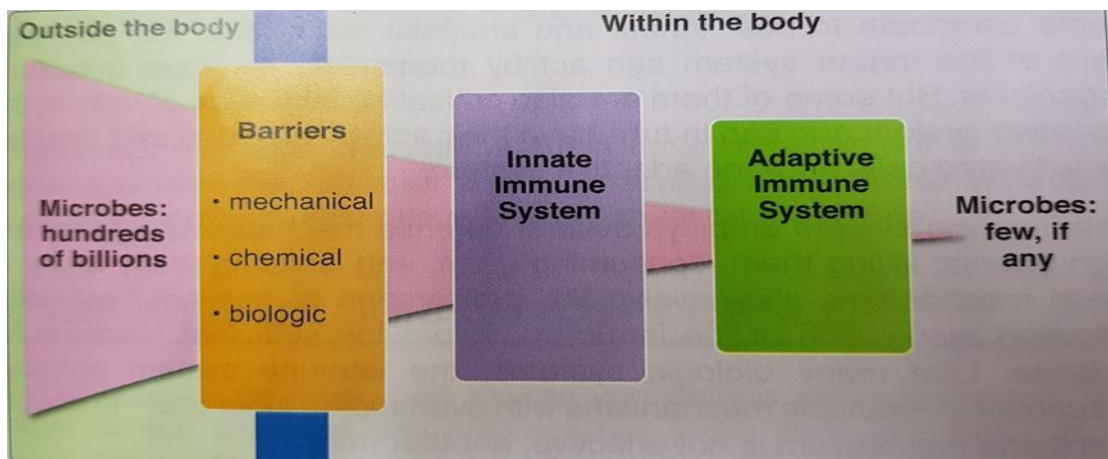 Outside the body
Within the body
Microbes:
hundreds
of billions
Barriers
• mechanical
• chemical
• biologic
Innate
Immune
System
Adaptive
Immune
System
Microbes:
few, if
any